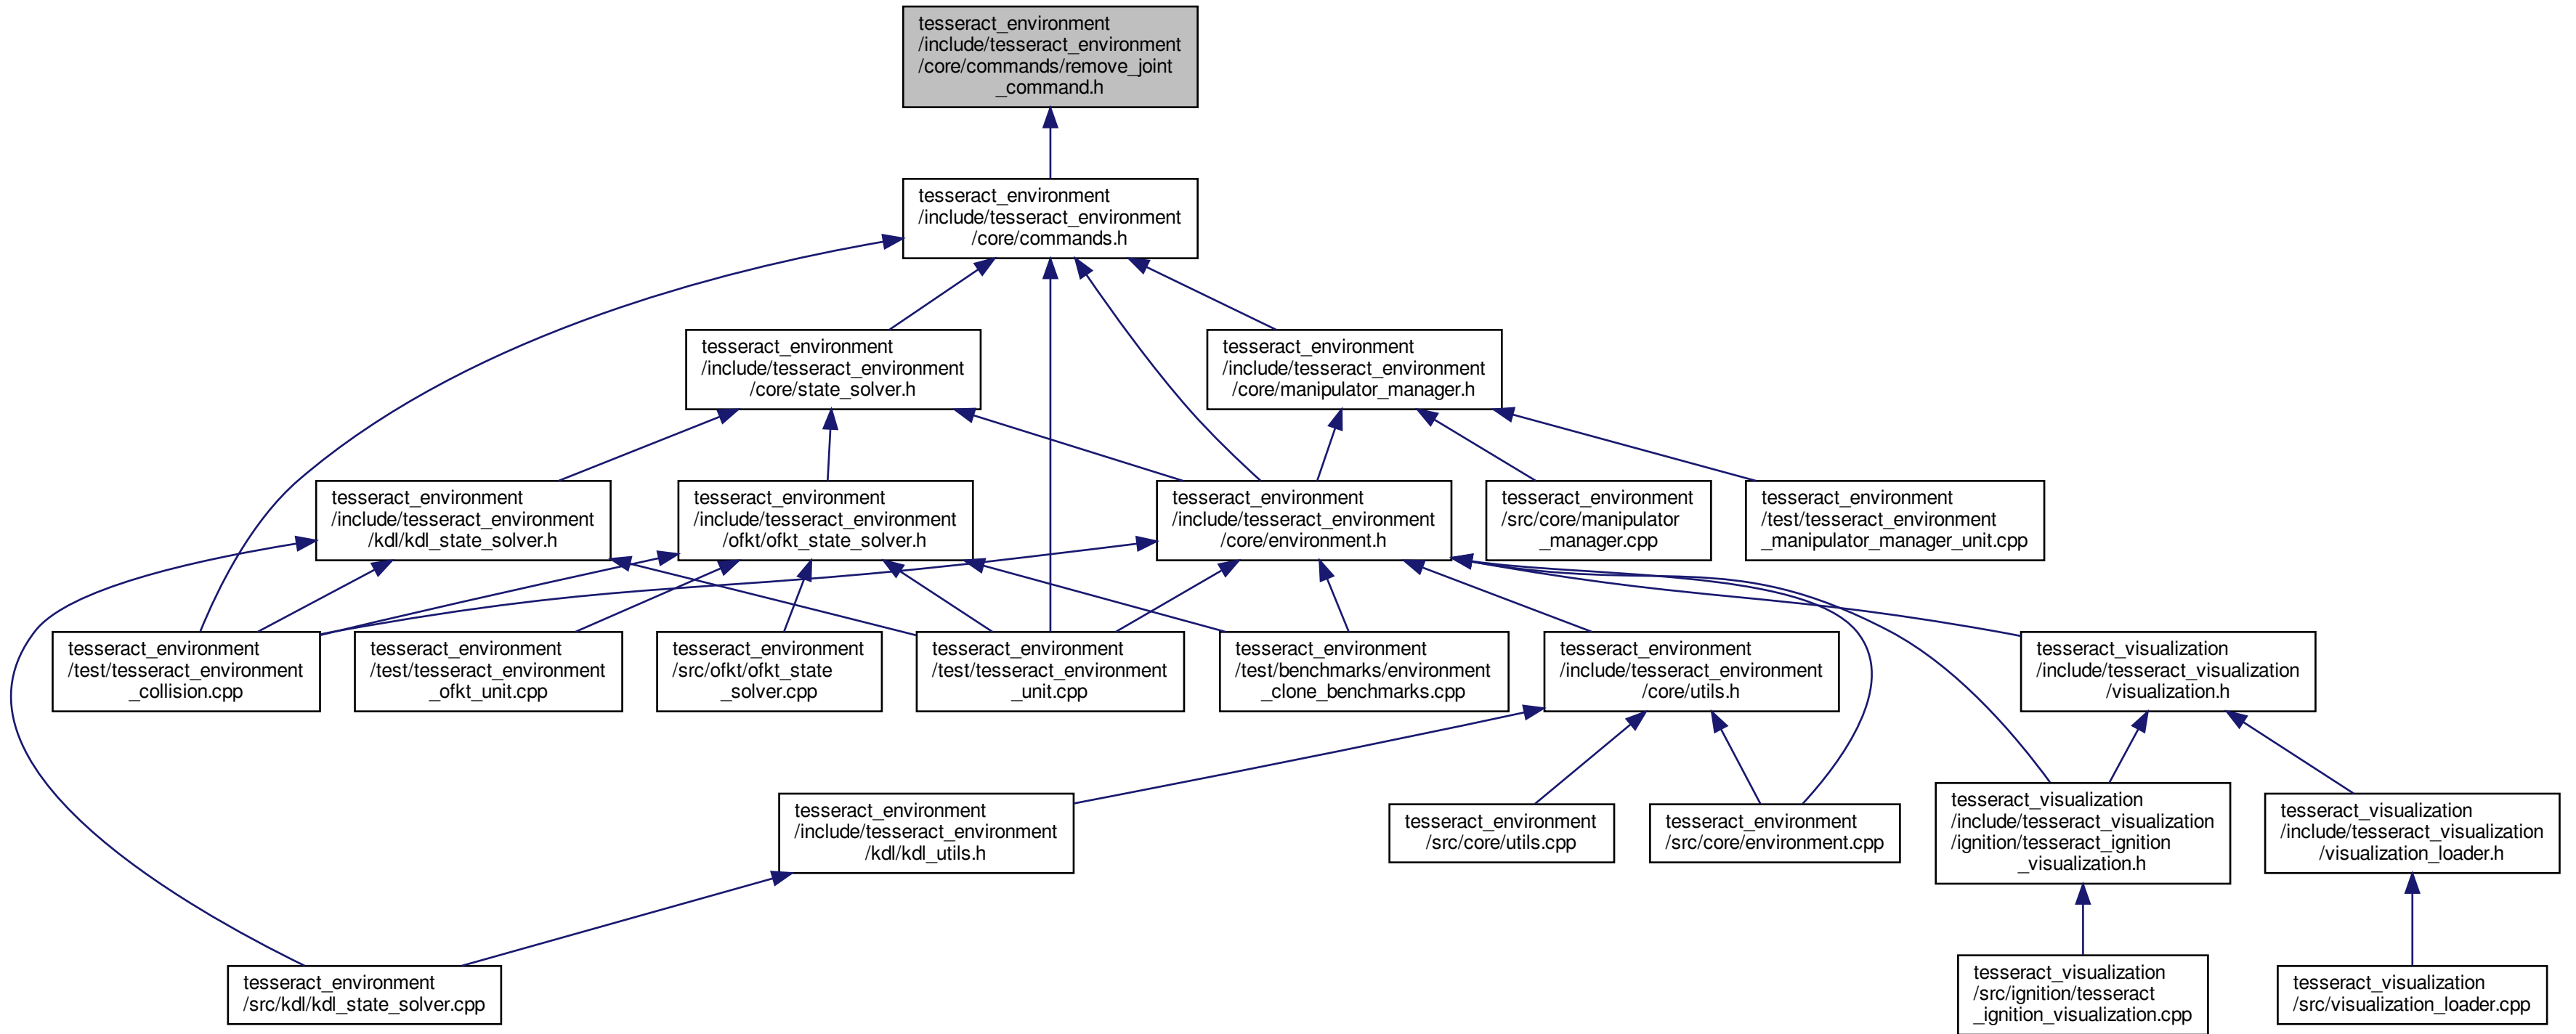 tesseract_environment
/include/tesseract_environment
/core/commands/remove_joint
_command.h
tesseract_environment
/include/tesseract_environment
/core/commands.h
tesseract_environment
/include/tesseract_environment
/core/state_solver.h
tesseract_environment
/include/tesseract_environment
/core/manipulator_manager.h
tesseract_environment
/include/tesseract_environment
/kdl/kdl_state_solver.h
tesseract_environment
/include/tesseract_environment
/ofkt/ofkt_state_solver.h
tesseract_environment
/include/tesseract_environment
/core/environment.h
tesseract_environment
/src/core/manipulator
_manager.cpp
tesseract_environment
/test/tesseract_environment
_manipulator_manager_unit.cpp
tesseract_environment
/test/tesseract_environment
_collision.cpp
tesseract_environment
/test/tesseract_environment
_ofkt_unit.cpp
tesseract_environment
/src/ofkt/ofkt_state
_solver.cpp
tesseract_environment
/test/tesseract_environment
_unit.cpp
tesseract_environment
/test/benchmarks/environment
_clone_benchmarks.cpp
tesseract_environment
/include/tesseract_environment
/core/utils.h
tesseract_visualization
/include/tesseract_visualization
/visualization.h
tesseract_environment
/include/tesseract_environment
/kdl/kdl_utils.h
tesseract_environment
/src/core/utils.cpp
tesseract_environment
/src/core/environment.cpp
tesseract_visualization
/include/tesseract_visualization
/ignition/tesseract_ignition
_visualization.h
tesseract_visualization
/include/tesseract_visualization
/visualization_loader.h
tesseract_environment
/src/kdl/kdl_state_solver.cpp
tesseract_visualization
/src/ignition/tesseract
_ignition_visualization.cpp
tesseract_visualization
/src/visualization_loader.cpp